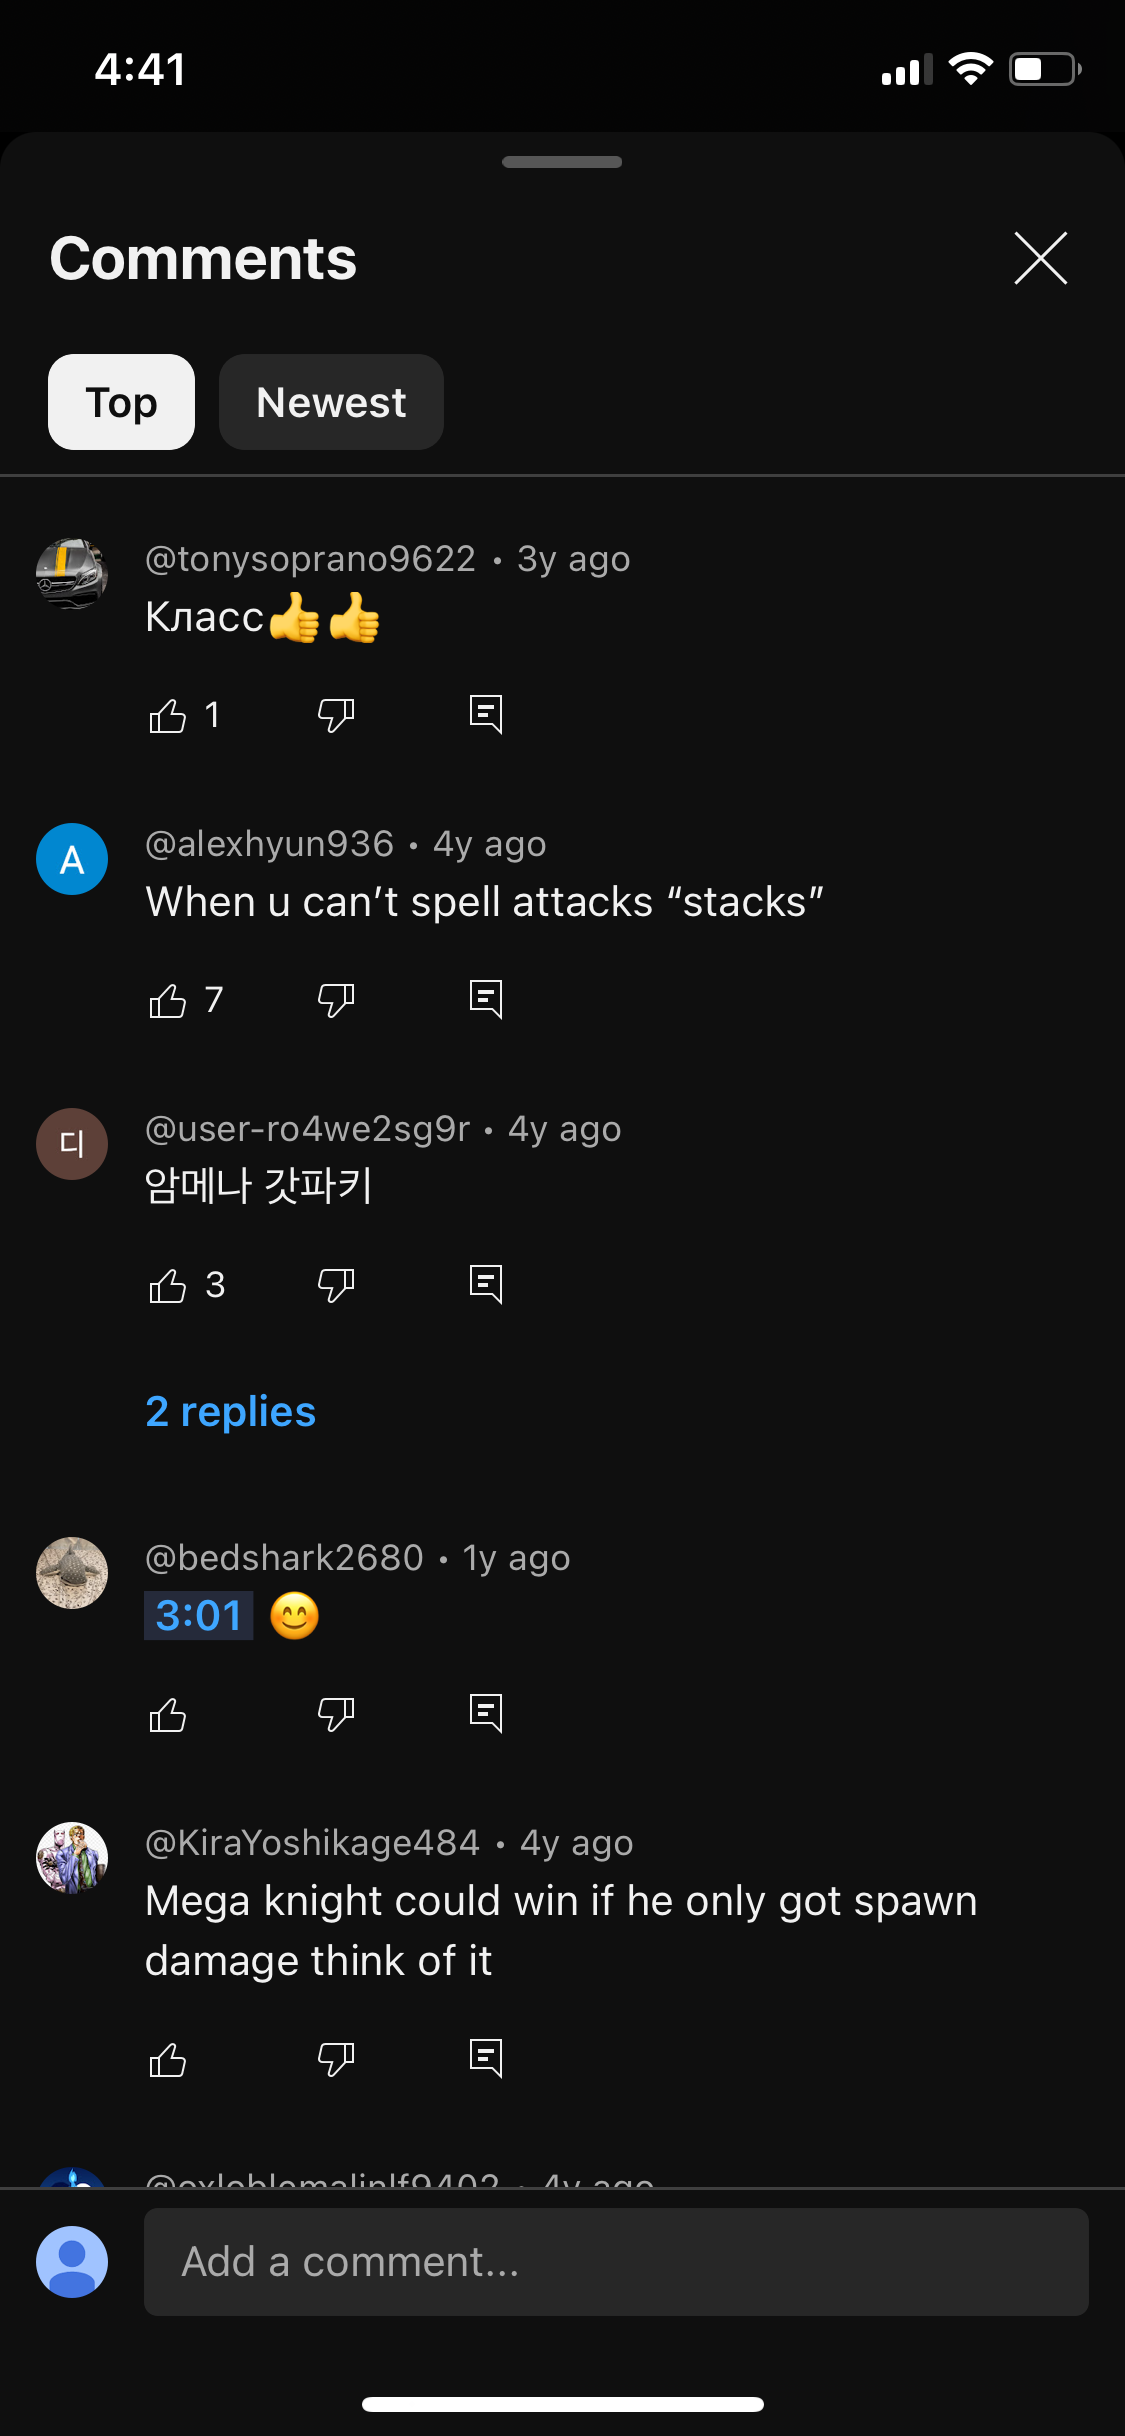 4:41
Comments
Top Newest
@tonysoprano9622 • 3y ago
Класс👍👍
1
A
@alexhyun936 • 4y ago
When u can’t spell attacks “stacks”
7
디
@user-ro4we2sg9r • 4y ago
암메나 갓파키
3
2 replies
@bedshark2680 • 1y ago
3:01 😊
@KiraYoshikage484 • 4y ago
Mega knight could win if he only got spawn
damage think of it
4y ago
Add a comment...